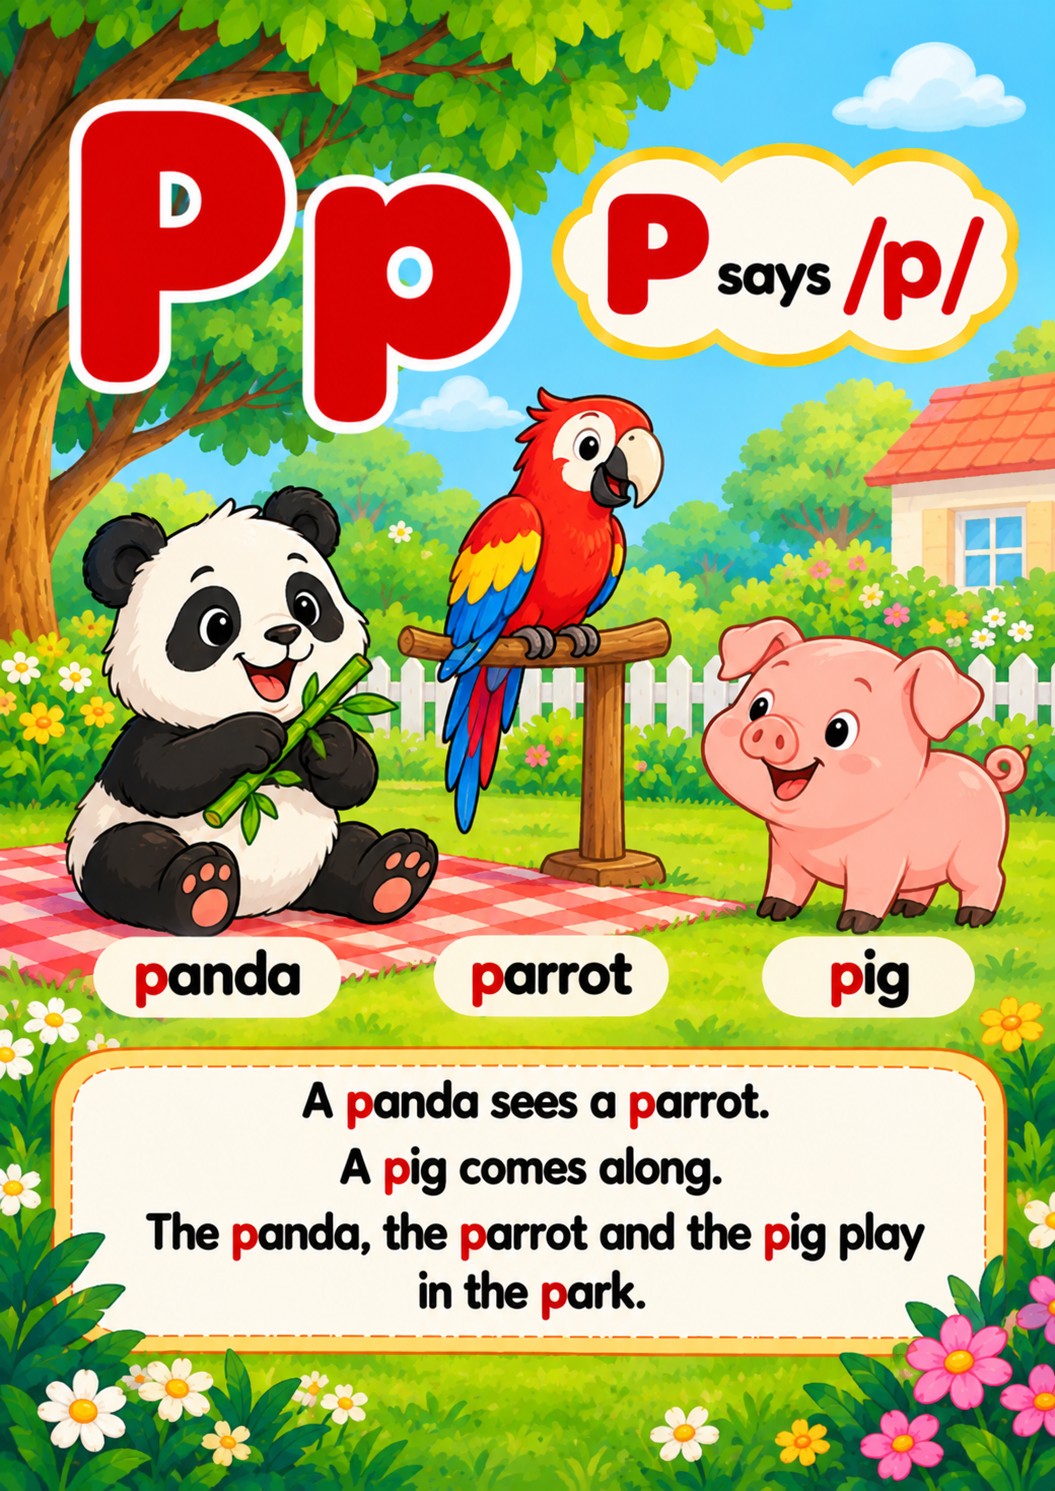 Pp
P says /p/
panda
parrot
pig
A panda sees a parrot.
A pig comes along.
The panda, the parrot and the pig play
in the park.